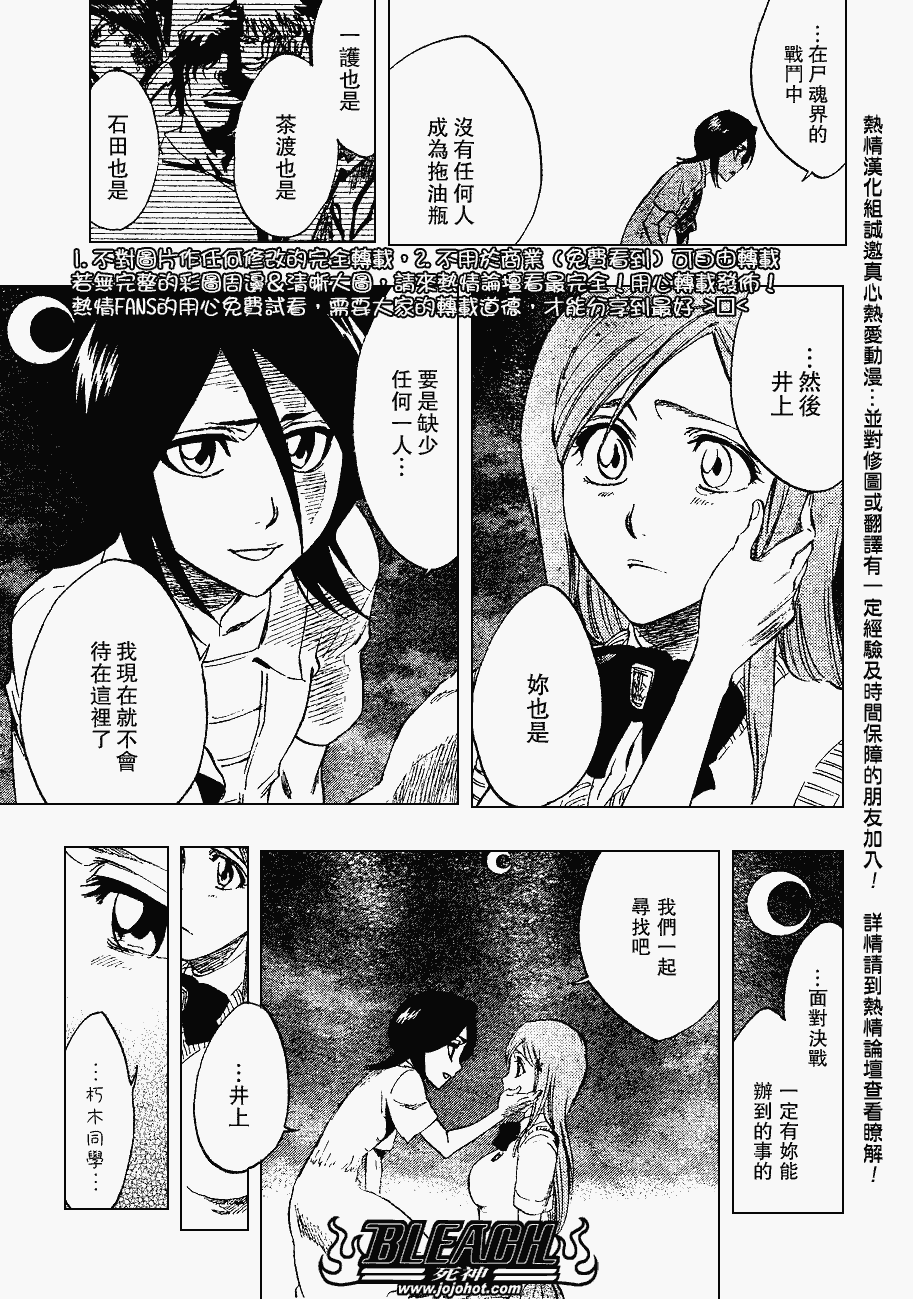 …在尸魂界的
戰鬥中
沒有任何人
成為拖油瓶
一護也是
茶渡也是
石田也是
1.不對圖片作任何修改的完全轉載，2.不用於商業（免費看到）可自由轉載
若無完整的彩圖周邊&清晰大圖，請來熱情論壇看最完全！用心轉載發佈！
熱情FANS的用心免費試看，需要大家的轉載道德，才能分享到最好 >口<
…然後
井上
妳也是
要是缺少
任何一人…
我現在就不會
待在這裡了
…面對決戰
一定有妳能
辦到的事的
我們一起
尋找吧
…井上
…朽木同學…
熱情漢化組誠邀真心熱愛動漫…並對修圖或翻譯有一定經驗及時間保障的朋友加入！ 詳情請到熱情論壇查看瞭解！
BLEACH
死神
www.jojohot.com